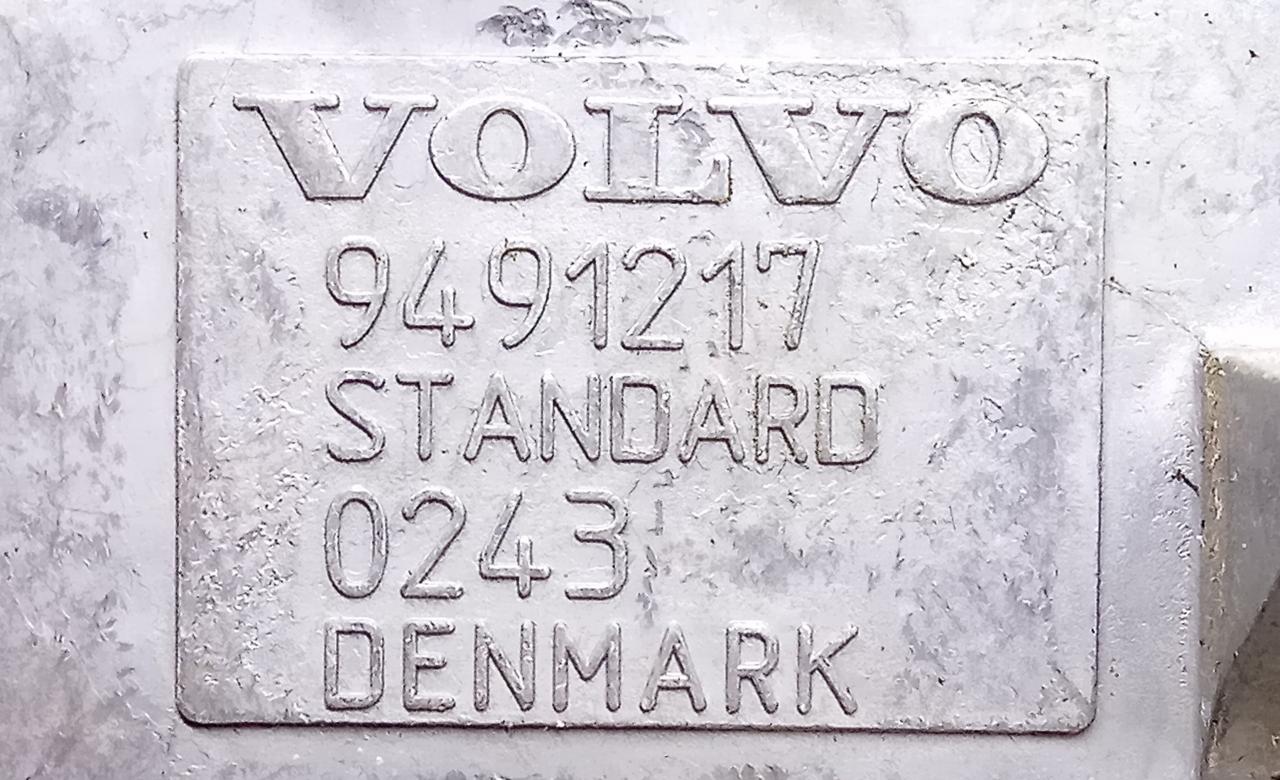 VOLVO
9491217
STANDARD
0243
DENMARK